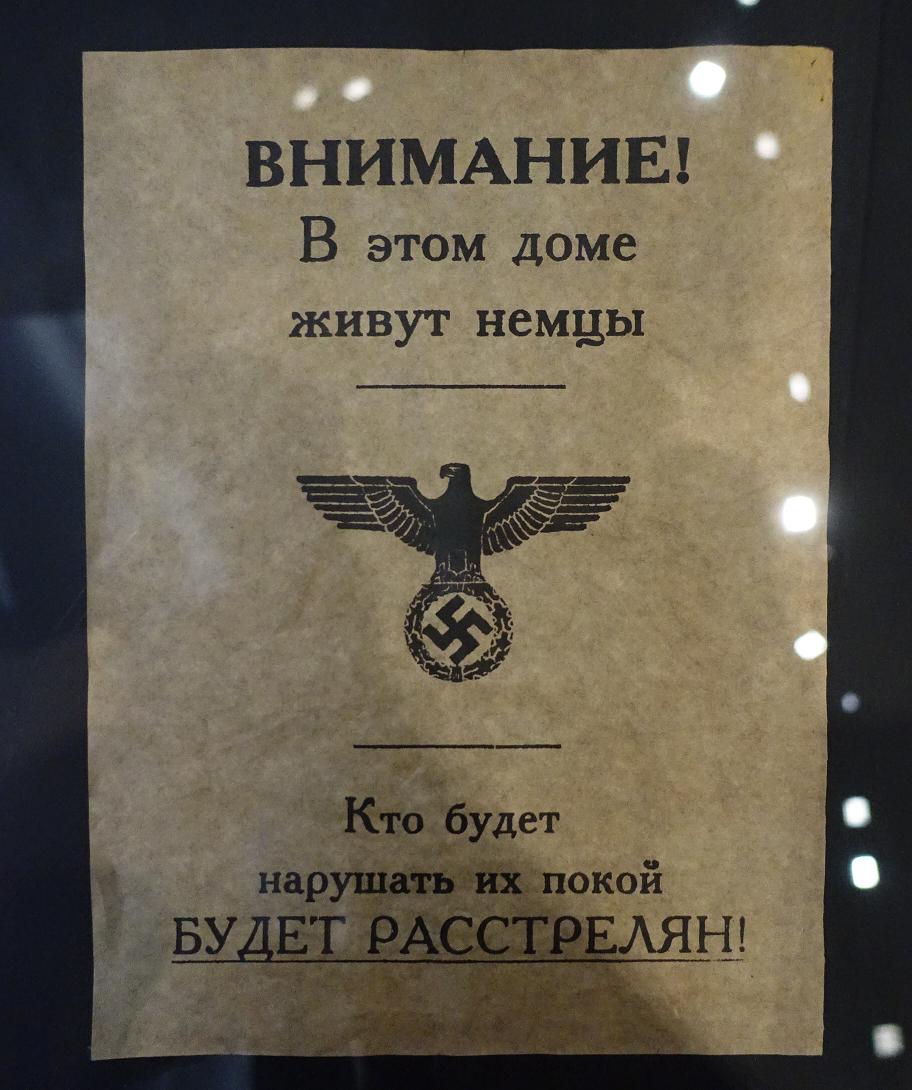 ВНИМАНИЕ!
В этом доме
живут немцы
Кто будет
нарушать их покой
БУДЕТ РАССТРЕЛЯН!